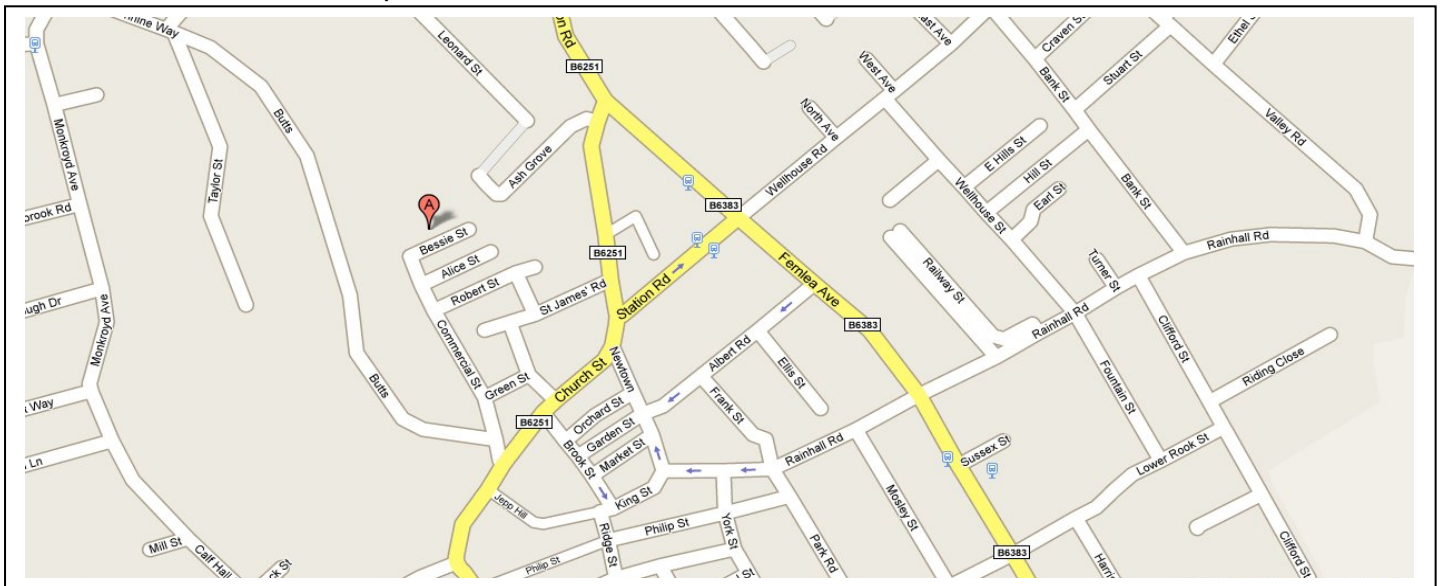 Butts
Leonard St
B6251
Ash Grove
Taylor St
Monkroyd Ave
A
Bessie St
Alice St
Robert St
St James' Rd
Commercial St
Monkroyd Ave
Butts
Green St
Church St
B6251
B6251
Station Rd
Newtown
B6383
Wellhouse Rd
North Ave
West Ave
Craven St
Bank St
Stuart St
Valley Rd
E Hills St
Hill St
Earl St
Wellhouse St
Bank St
Rainhall Rd
Turner St
Railway St
Fernlea Ave
B6383
Albert Rd
Ellis St
Frank St
Rainhall Rd
Rainhall Rd
Clifford St
Riding Close
Fountain St
Lower Rook St
Sussex St
Mosley St
B6383
Clifford St
Orchard St
Garden St
Market St
Brook St
King St
Jepp Hill
Philip St
Philip St
Ridge St
York St
Park Rd
Mill St
Calf Hall
Way